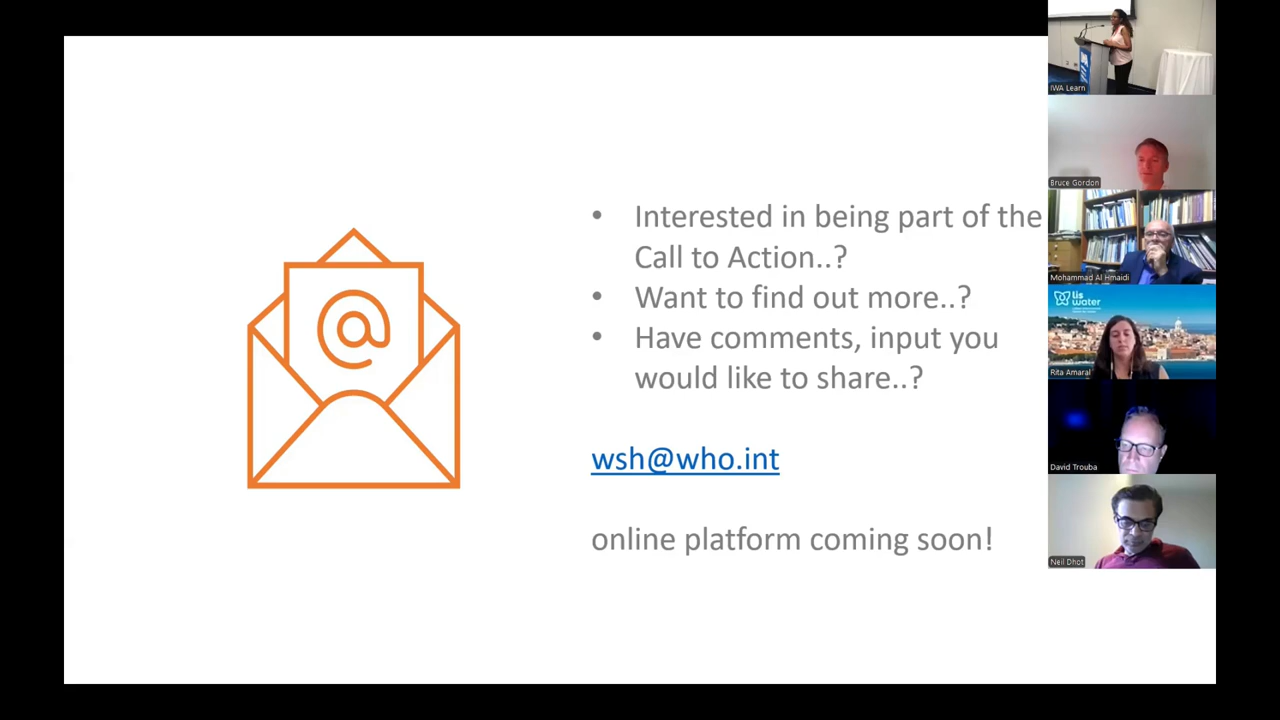 • Interested in being part of the
Call to Action..?
• Want to find out more..?
• Have comments, input you
would like to share..?
wsh@who.int
online platform coming soon!
@
IWA Learn
Bruce Gordon
Mohammad Al Hmaidi
lis
water
Rita Amaral
David Trouba
Neil Dhot